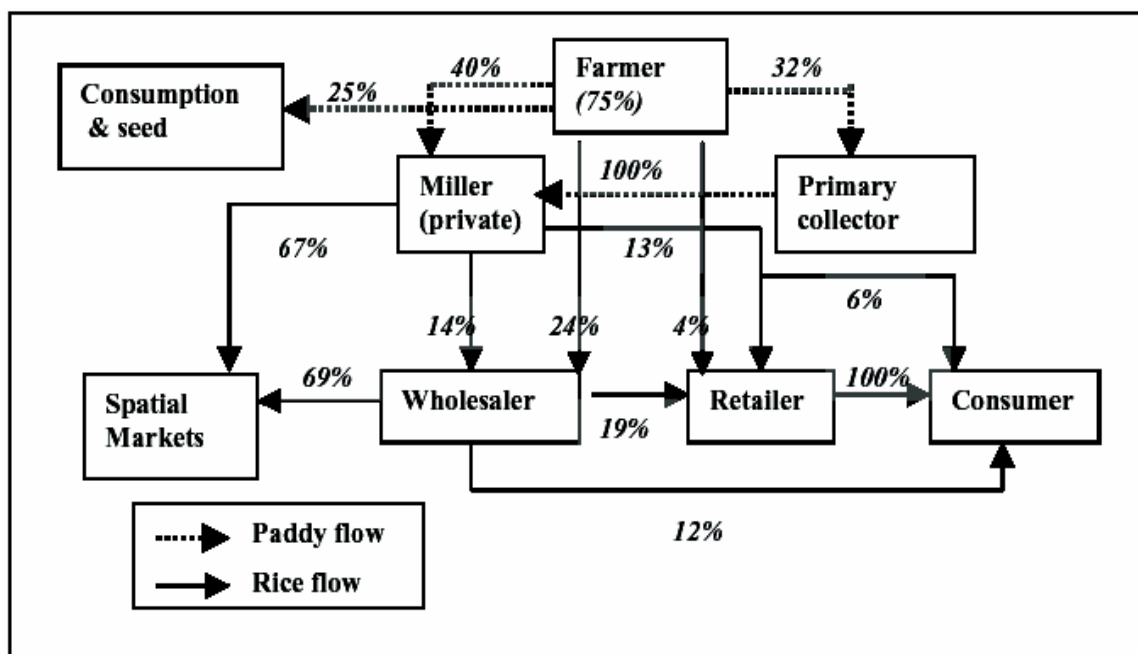 40%
Farmer
(75%)
32%
Consumption
& seed
25%
Miller
(private)
100%
Primary
collector
67%
13%
6%
14%
24%
4%
Spatial
Markets
69%
Wholesaler
19%
Retailer
100%
Consumer
12%
Paddy flow
Rice flow